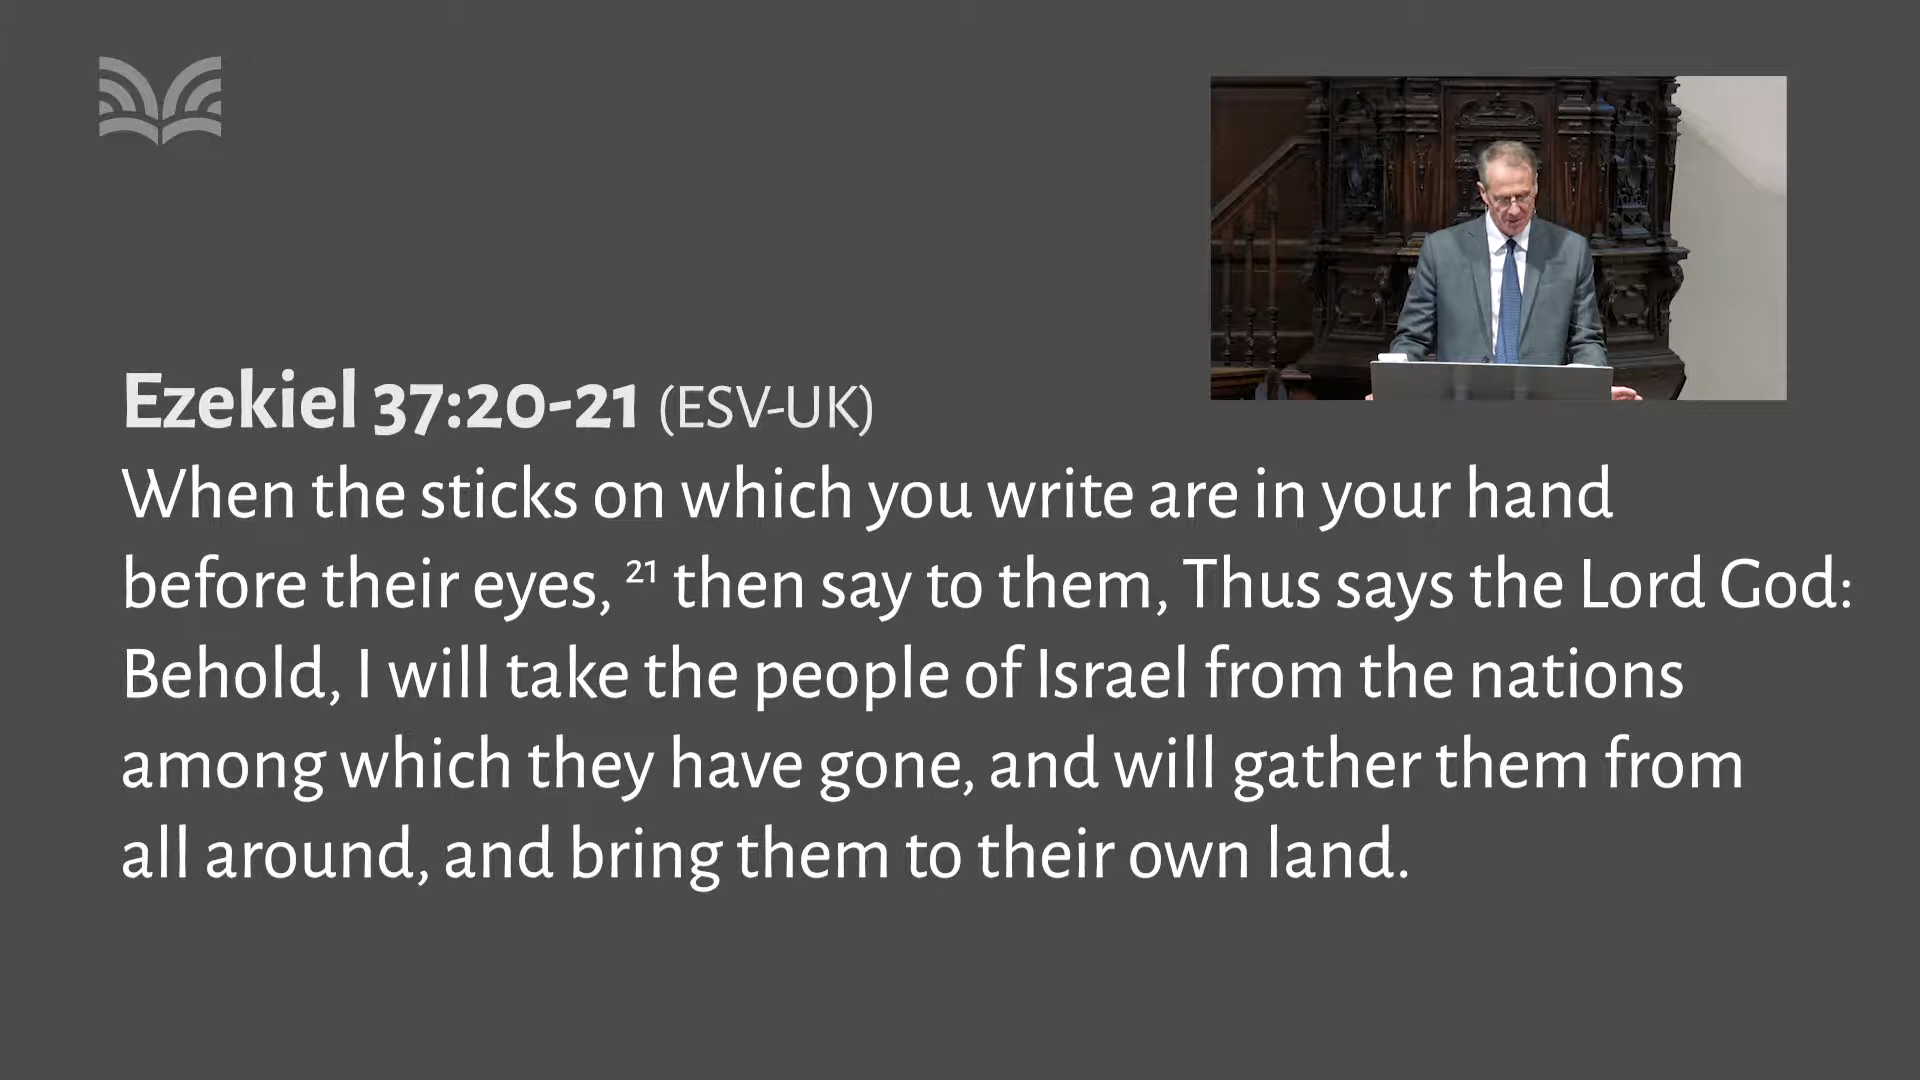 Ezekiel 37:20-21 (ESV-UK)
When the sticks on which you write are in your hand
before their eyes, 21 then say to them, Thus says the Lord God:
Behold, I will take the people of Israel from the nations
among which they have gone, and will gather them from
all around, and bring them to their own land.